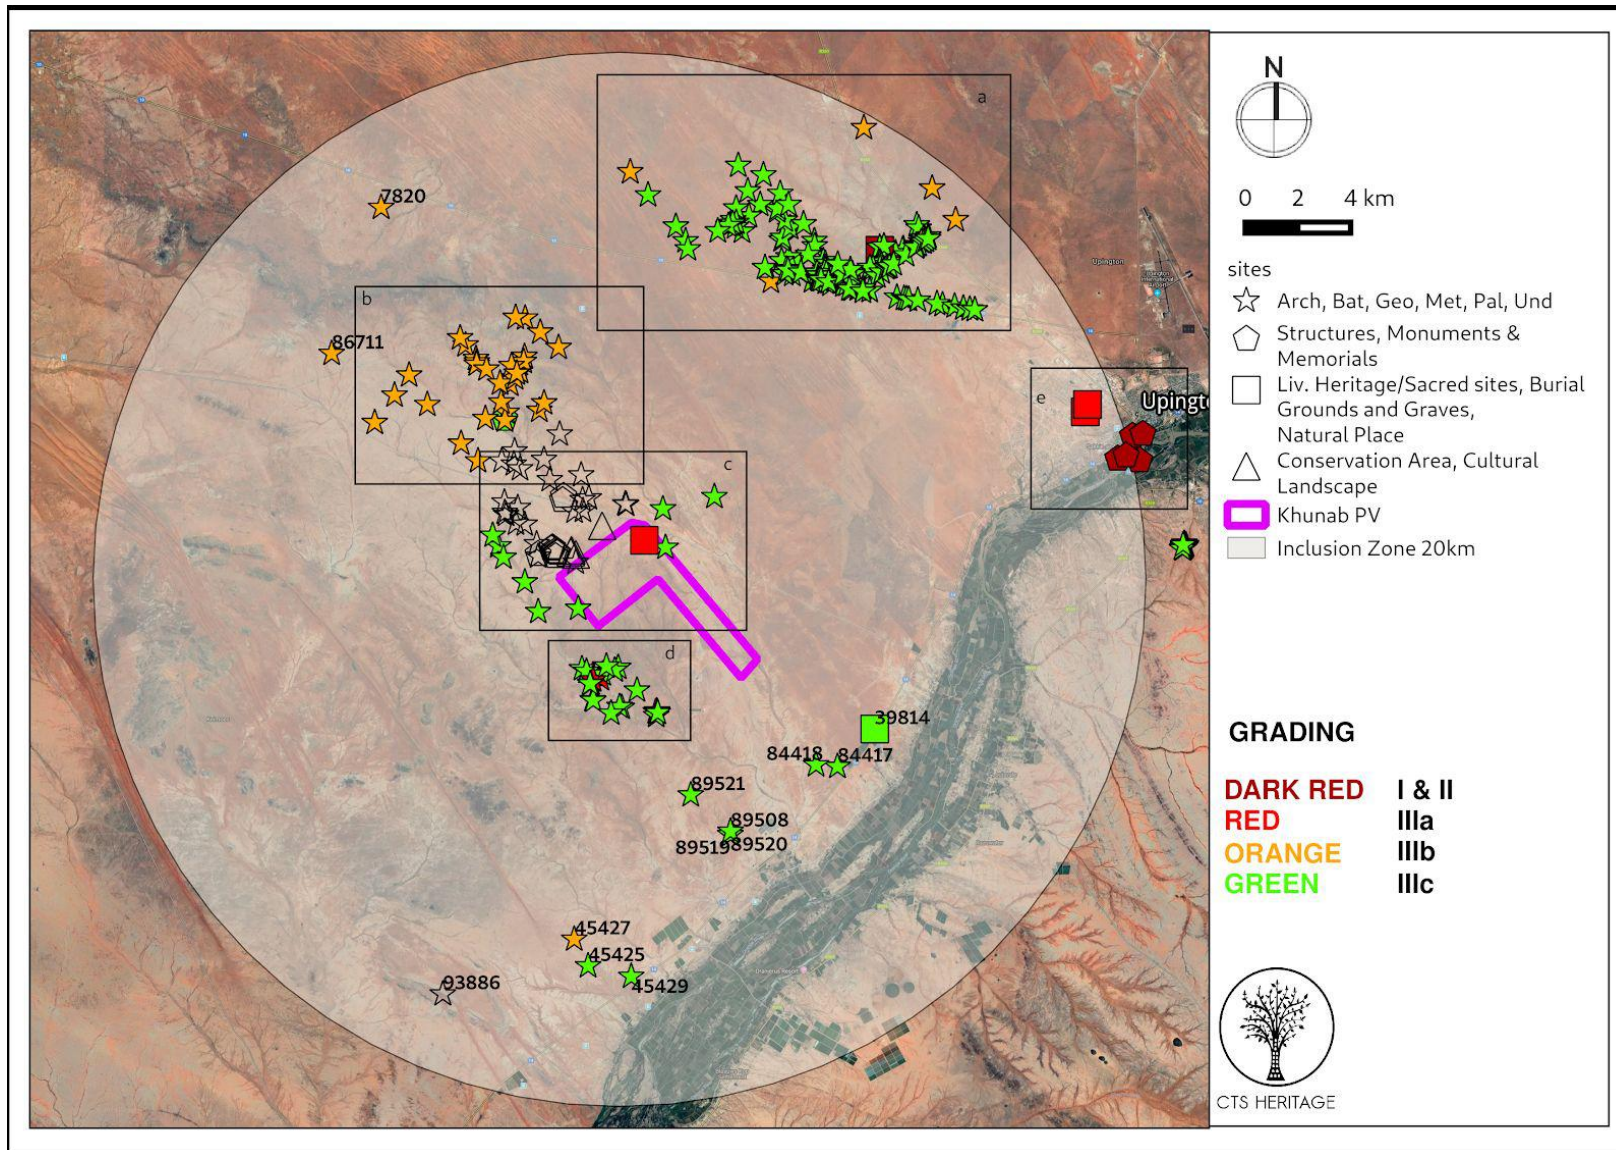 a
7820
b
86711
Upington
Upington
e
c
d
39814
84418
84417
89521
89508
89519
89520
45427
45425
45429
93886
N
0 2 4 km
sites
Arch, Bat, Geo, Met, Pal, Und
Structures, Monuments &
Memorials
Liv. Heritage/Sacred sites, Burial
Grounds and Graves,
Natural Place
Conservation Area, Cultural
Landscape
Khunab PV
Inclusion Zone 20km
GRADING
DARK RED I & II
RED IIIa
ORANGE IIIb
GREEN IIIc
CTS HERITAGE